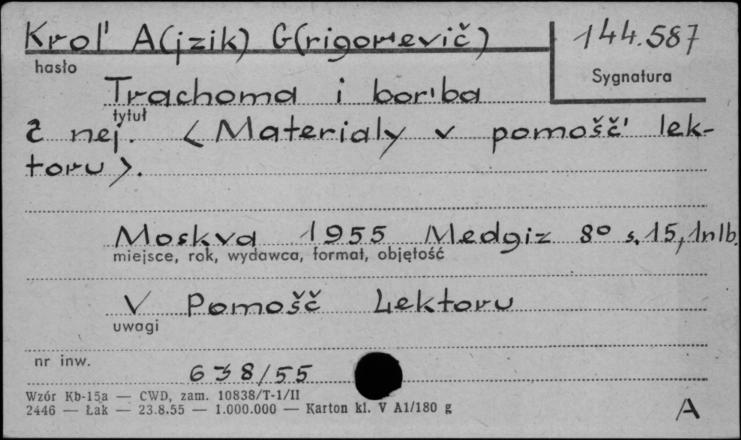 Krol' A(jzik) G(rigor'evič)
144.587
hasło
Sygnatura
Trachoma i bor'ba
tytuł
č nej. <Materialy v pomošč' lek-
toru>.
Moskva 1955 Medgiz 8° s.15,1nlb.
miejsce, rok, wydawca, format, objętość
V Pomošč Lektoru
uwagi
nr inw.
638/55
Wzór Kb-15a — CWD, zam. 10838/T-1/II
2446 — Łak — 23.8.55 — 1.000.000 — Karton kl. V A1/180 g
A